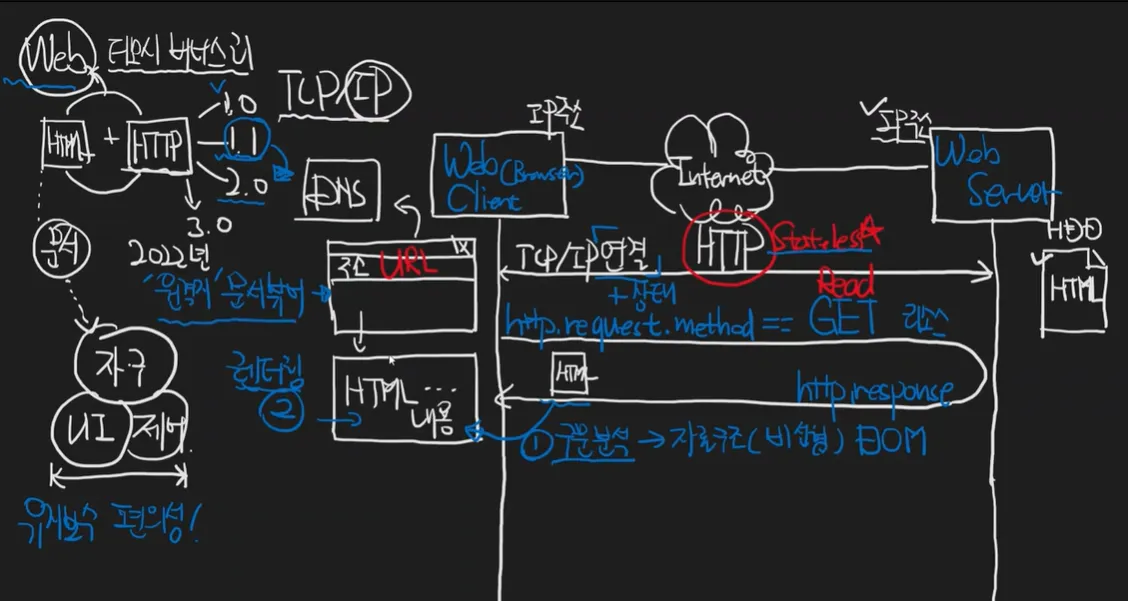 Web 티모시 버너스리
HTML + HTTP
1.0
1.1
2.0
3.0
2022년
TCP/IP
DNS
문서
주소 URL
"원격지" 문서뷰어
렌더링
②
HTML ...
내용
자구
UI 제어
유지보수 편의성!
IP주소
Web (Browser)
Client
Internet
IP주소
Web
Server
HDD
HTML
HTTP
Stateless
TCP/IP 연결
+ 상태
Read
http.request.method == GET 리소스
HTML
http.response
① 구문분석 → 자료구조(비선형) DOM